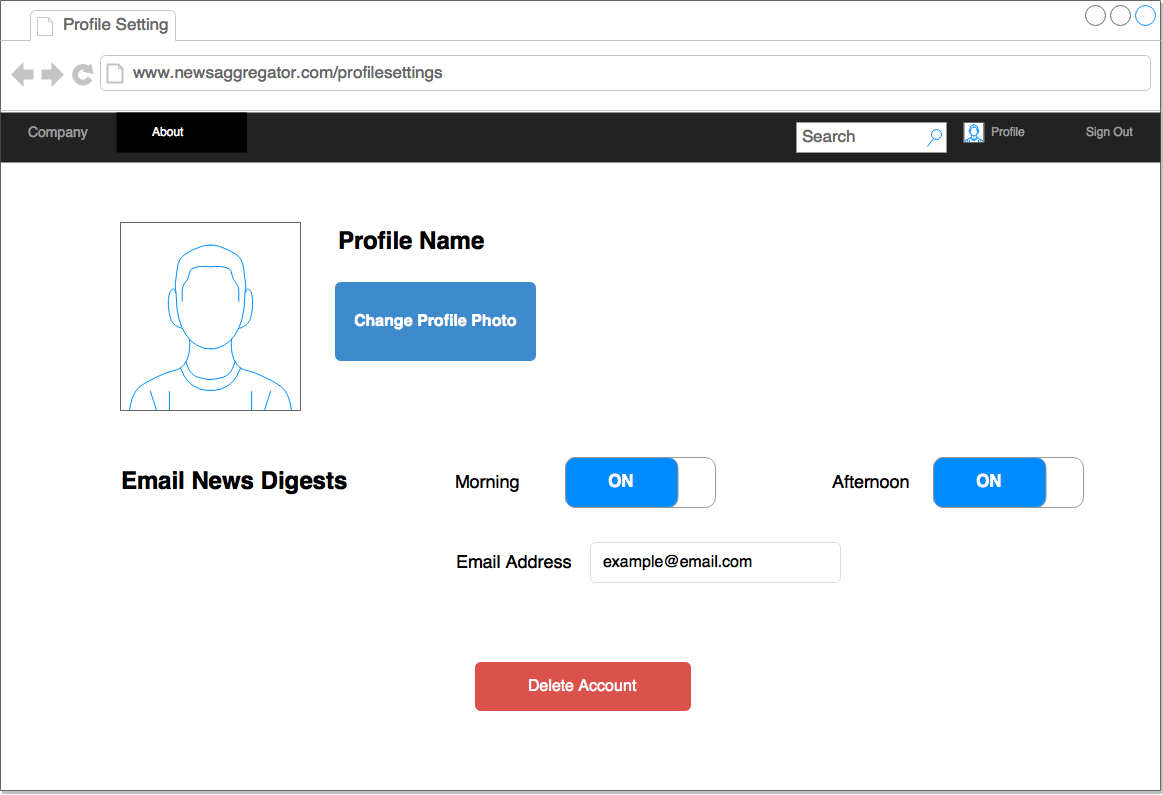 Profile Setting
www.newsaggregator.com/profilesettings
Company About Search Profile Sign Out
Profile Name
Change Profile Photo
Email News Digests Morning ON Afternoon ON
Email Address example@email.com
Delete Account